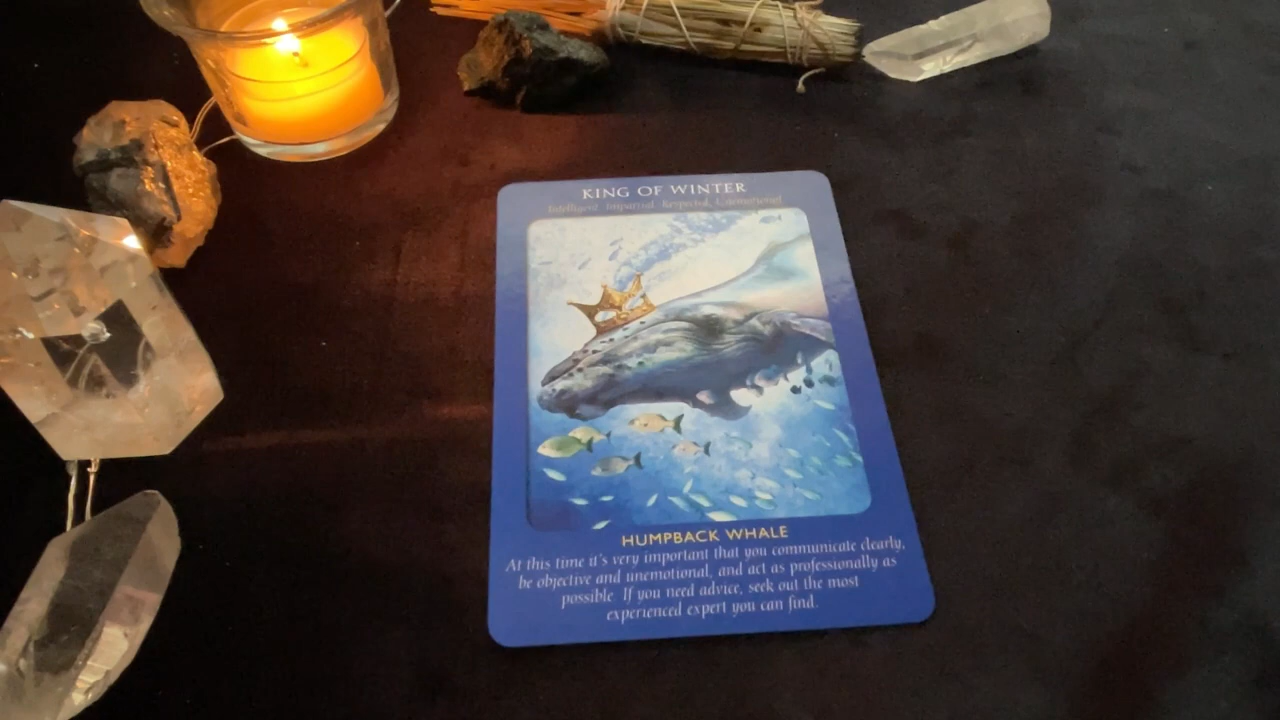 KING OF WINTER
Intelligent, Impartial, Respected, Unemotional
HUMPBACK WHALE
At this time it's very important that you communicate clearly,
be objective and unemotional, and act as professionally as
possible. If you need advice, seek out the most
experienced expert you can find.